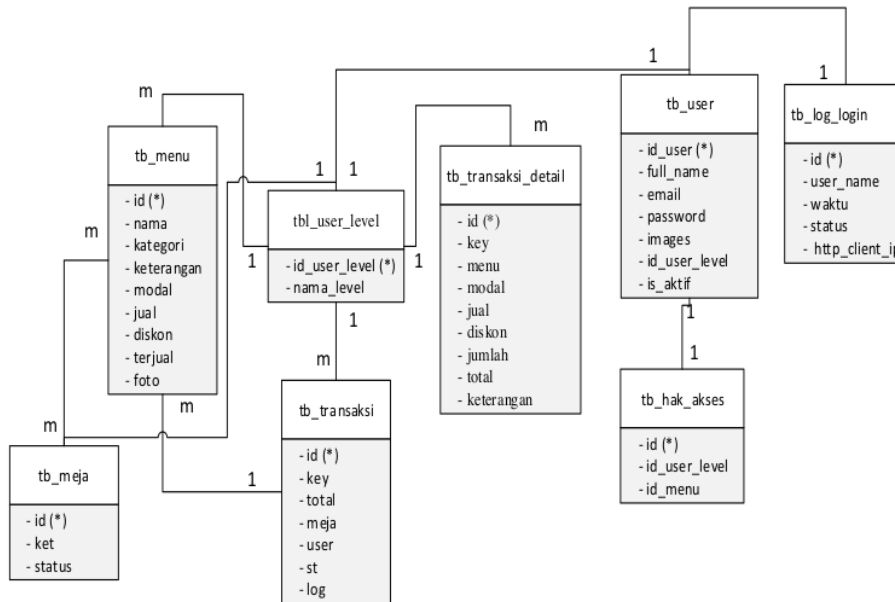 1
1
m
tb_user
tb_log_login
m
tb_menu
1
1
tb_transaksi_detail
- id_user (*)
- full_name
- email
- password
- images
- id_user_level
- is_aktif
- id (*)
- user_name
- waktu
- status
- http_client_ip
- id (*)
- nama
- kategori
- keterangan
- modal
- jual
- diskon
- terjual
- foto
m
tbl_user_level
- id_user_level (*)
- nama_level
1
1
- id (*)
- key
- menu
- modal
- jual
- diskon
- jumlah
- total
- keterangan
1
1
1
m
m
tb_transaksi
- id (*)
- key
- total
- meja
- user
- st
- log
tb_hak_akses
- id (*)
- id_user_level
- id_menu
m
tb_meja
- id (*)
- ket
- status
1